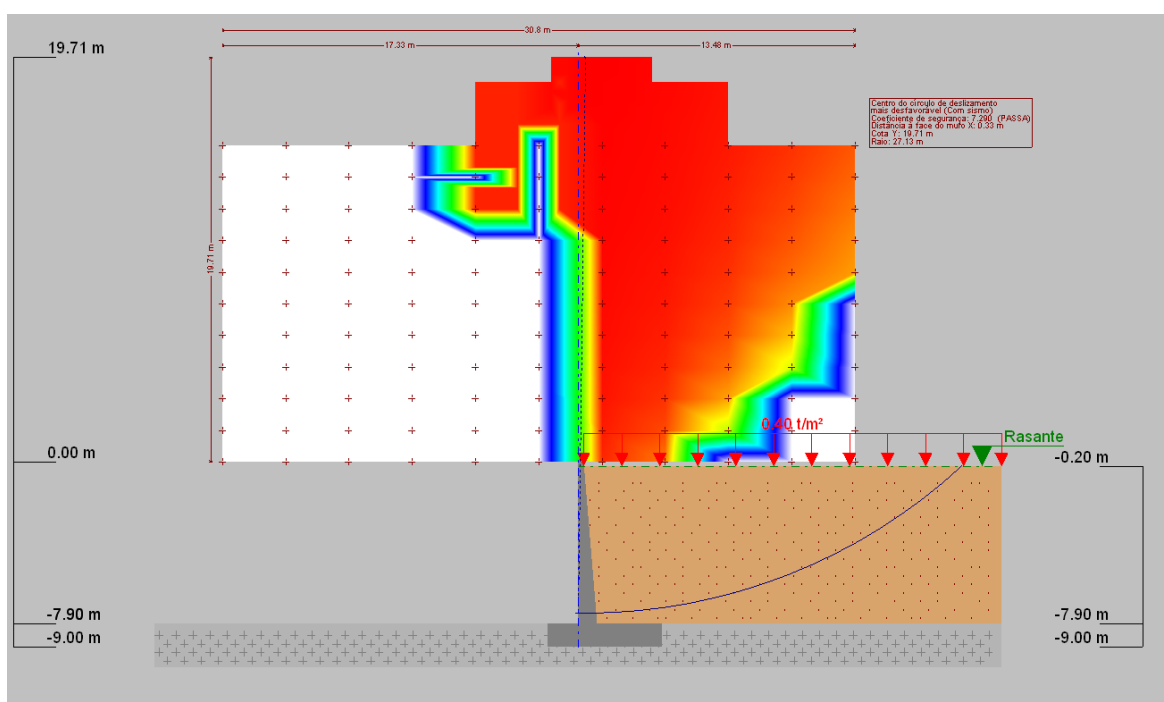 30.8 m
17.33 m
13.48 m
19.71 m
19.71 m
Centro do círculo de deslizamento
mais desfavorável (Com sismo)
Coeficiente de segurança: 7.290 (PASSA)
Distância à face do muro X: 0.33 m
Cota Y: 19.71 m
Raio: 27.13 m
0.40 t/m²
Rasante
0.00 m
-0.20 m
-7.90 m
-9.00 m
-7.90 m
-9.00 m